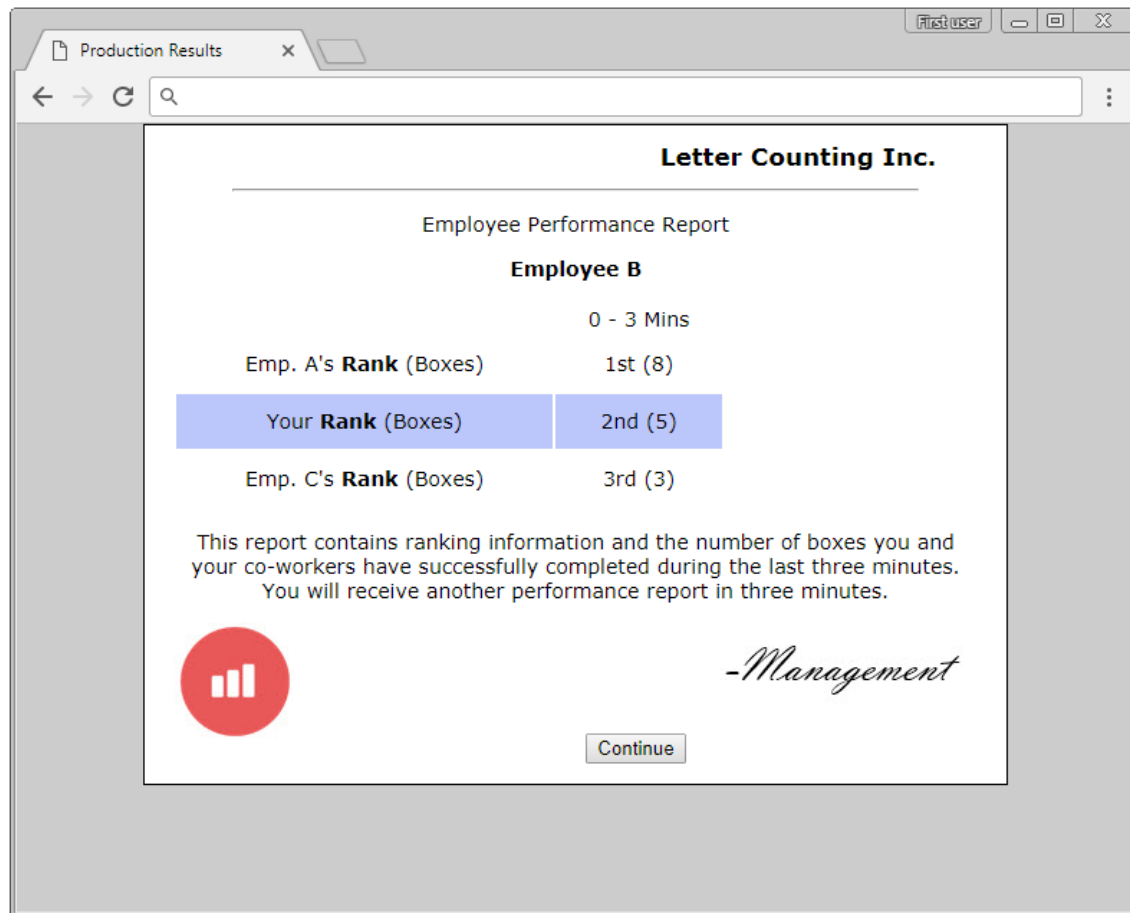 First user
Production Results
Letter Counting Inc.
Employee Performance Report
Employee B
0 - 3 Mins
Emp. A's Rank (Boxes) 1st (8)
Your Rank (Boxes) 2nd (5)
Emp. C's Rank (Boxes) 3rd (3)
This report contains ranking information and the number of boxes you and
your co-workers have successfully completed during the last three minutes.
You will receive another performance report in three minutes.
-Management
Continue